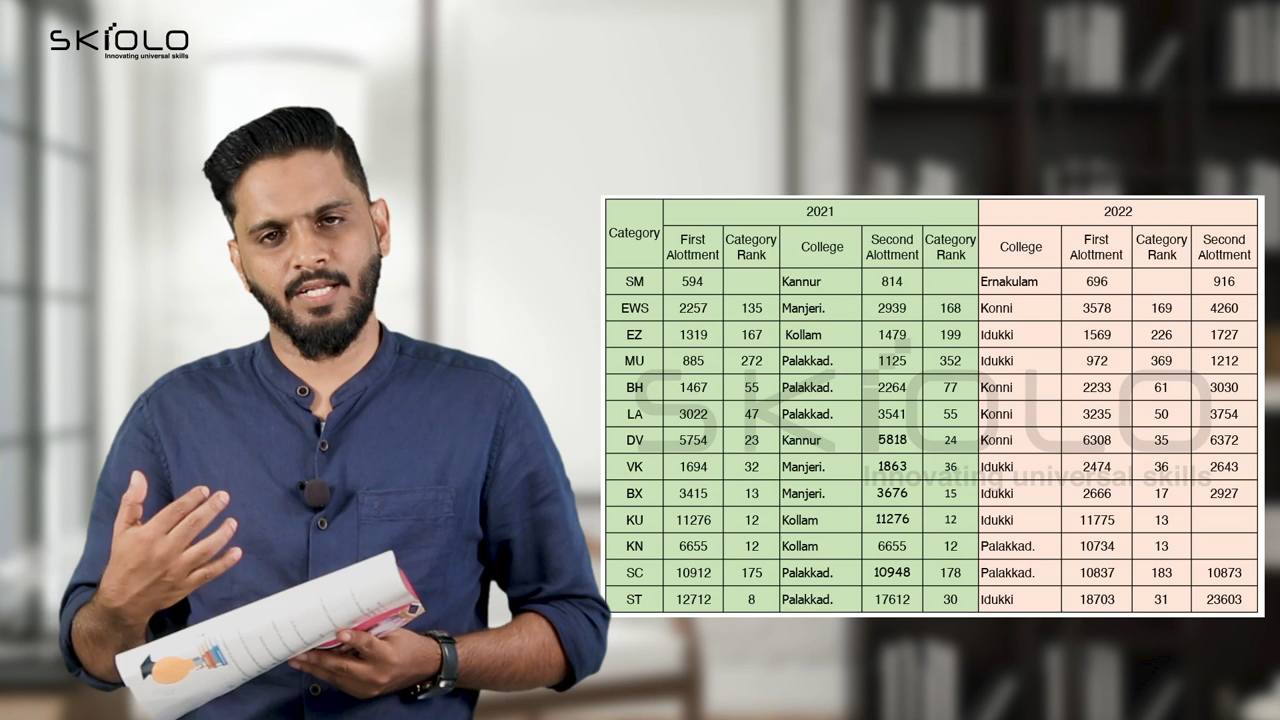 SKIOLO
Innovating universal skills
2021 2022
Category First Alottment Category Rank College Second Alottment Category Rank College First Alottment Category Rank Second Alottment
SM 594 Kannur 814 Ernakulam 696 916
EWS 2257 135 Manjeri. 2939 168 Konni 3578 169 4260
EZ 1319 167 Kollam 1479 199 Idukki 1569 226 1727
MU 885 272 Palakkad. 1125 352 Idukki 972 369 1212
BH 1467 55 Palakkad. 2264 77 Konni 2233 61 3030
LA 3022 47 Palakkad. 3541 55 Konni 3235 50 3754
DV 5754 23 Kannur 5818 24 Konni 6308 35 6372
VK 1694 32 Manjeri. 1863 36 Idukki 2474 36 2643
BX 3415 13 Manjeri. 3676 15 Idukki 2666 17 2927
KU 11276 12 Kollam 11276 12 Idukki 11775 13
KN 6655 12 Kollam 6655 12 Palakkad. 10734 13
SC 10912 175 Palakkad. 10948 178 Palakkad. 10837 183 10873
ST 12712 8 Palakkad. 17612 30 Idukki 18703 31 23603
SKIOLO
Innovating universal skills